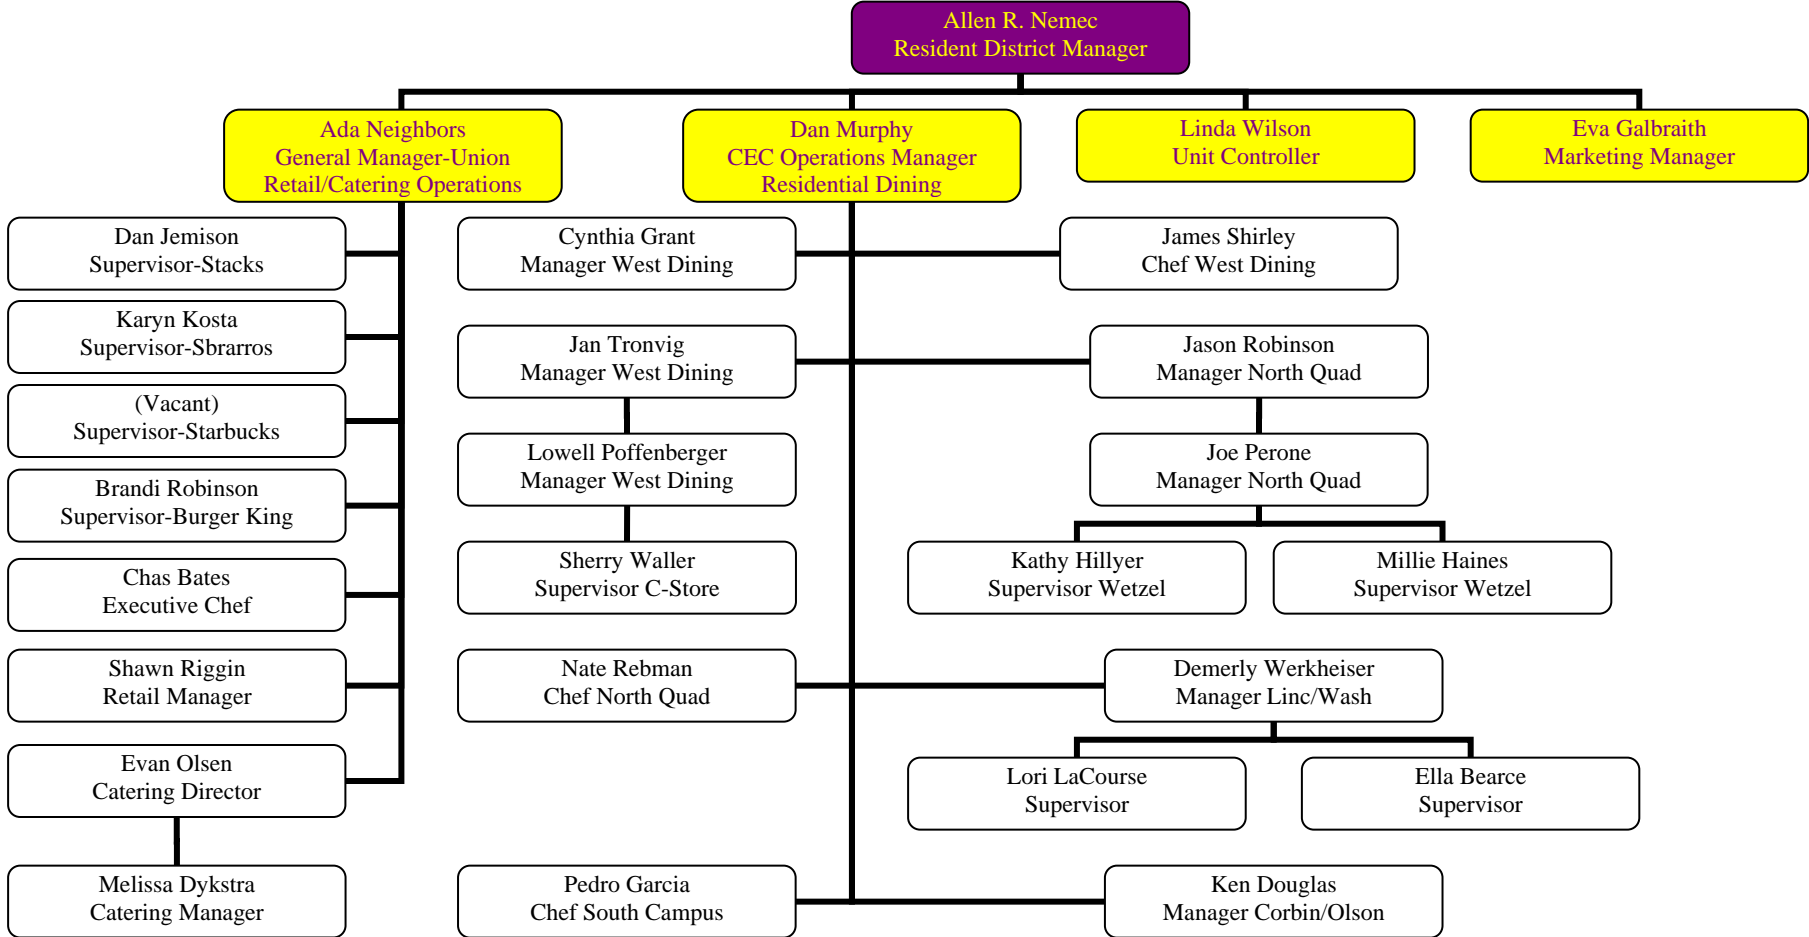 Allen R. Nemec
Resident District Manager
Ada Neighbors
General Manager-Union
Retail/Catering Operations
Dan Murphy
CEC Operations Manager
Residential Dining
Linda Wilson
Unit Controller
Eva Galbraith
Marketing Manager
Dan Jemison
Supervisor-Stacks
Karyn Kosta
Supervisor-Sbrarros
(Vacant)
Supervisor-Starbucks
Brandi Robinson
Supervisor-Burger King
Chas Bates
Executive Chef
Shawn Riggin
Retail Manager
Evan Olsen
Catering Director
Melissa Dykstra
Catering Manager
Cynthia Grant
Manager West Dining
James Shirley
Chef West Dining
Jan Tronvig
Manager West Dining
Lowell Poffenberger
Manager West Dining
Sherry Waller
Supervisor C-Store
Jason Robinson
Manager North Quad
Joe Perone
Manager North Quad
Kathy Hillyer
Supervisor Wetzel
Millie Haines
Supervisor Wetzel
Nate Rebman
Chef North Quad
Demerly Werkheiser
Manager Linc/Wash
Lori LaCourse
Supervisor
Ella Bearce
Supervisor
Pedro Garcia
Chef South Campus
Ken Douglas
Manager Corbin/Olson